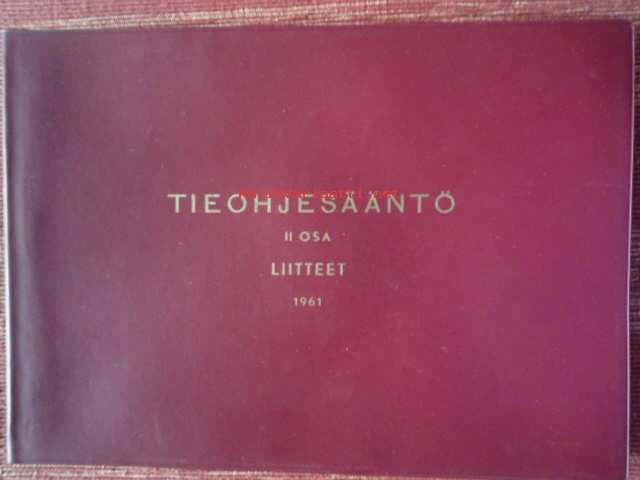 TIEOHJESÄÄNTÖ
II OSA
LIITTEET
1961